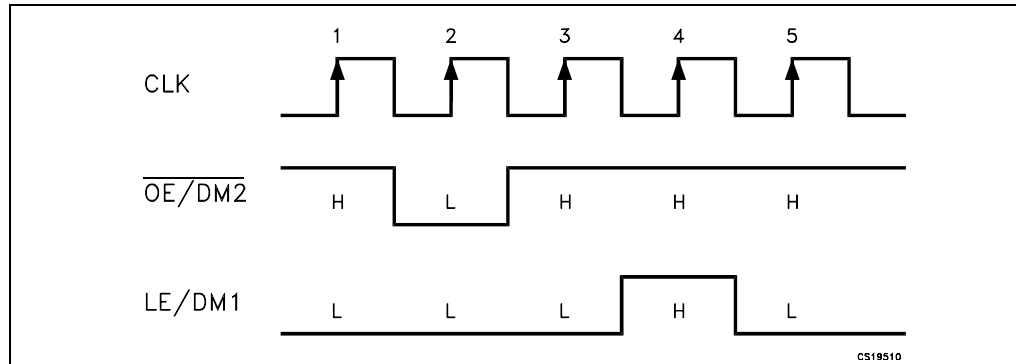 1 2 3 4 5
CLK
OE/DM2
H L H H H
LE/DM1
L L L H L
CS19510